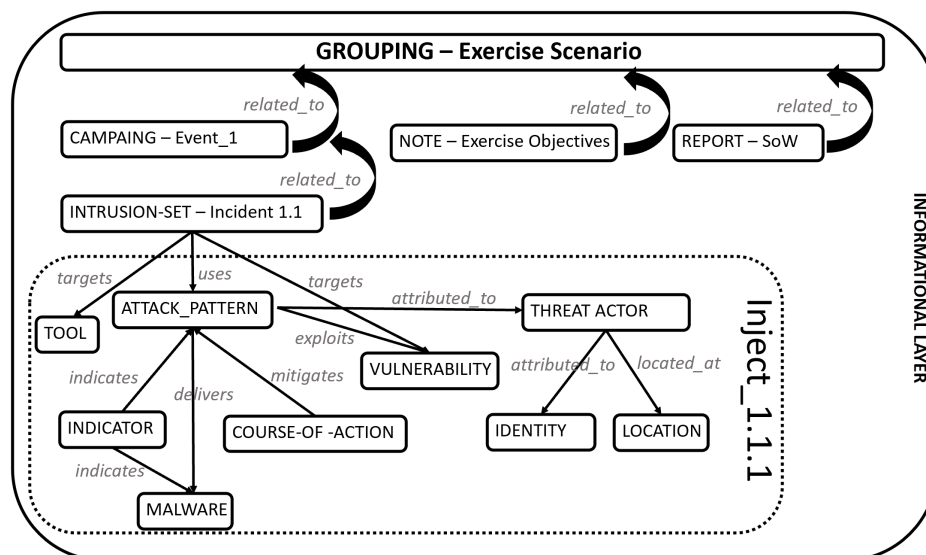 GROUPING – Exercise Scenario
related_to
related_to
related_to
CAMPAING – Event_1
NOTE – Exercise Objectives
REPORT – SoW
related_to
INTRUSION-SET – Incident 1.1
INFORMATIONAL LAYER
targets
uses
targets
ATTACK_PATTERN
attributed_to
THREAT ACTOR
TOOL
exploits
VULNERABILITY
Inject_1.1.1
indicates
delivers
mitigates
attributed_to
located_at
INDICATOR
COURSE-OF -ACTION
IDENTITY
LOCATION
indicates
MALWARE